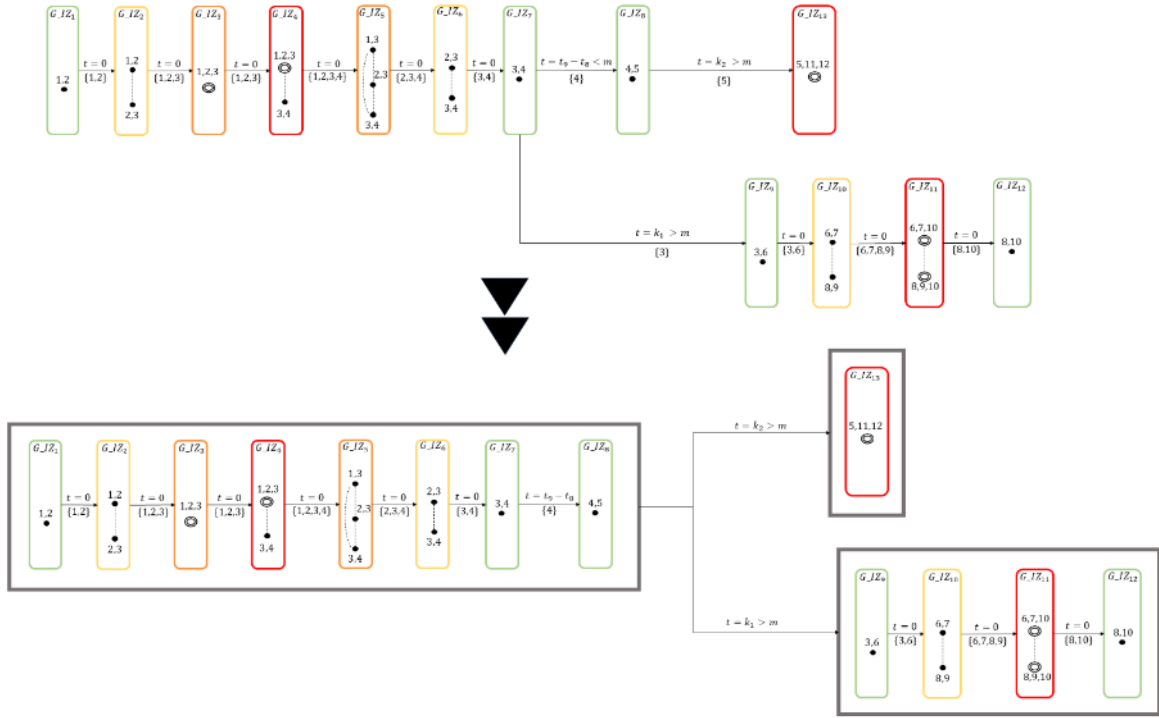 G_IZ₁ G_IZ₂ G_IZ₃ G_IZ₄ G_IZ₅ G_IZ₆ G_IZ₇ G_IZ₈ G_IZ₁₃
1,2
t = 0
{1,2}
1,2
2,3
t = 0
{1,2,3}
1,2,3
t = 0
{1,2,3}
1,2,3
3,4
t = 0
{1,2,3,4}
1,3
2,3
3,4
t = 0
{2,3,4}
2,3
3,4
t = 0
{3,4}
3,4
t = t₉ − t₈ < m
{4}
4,5
t = k₂ > m
{5}
5,11,12
G_IZ₉ G_IZ₁₀ G_IZ₁₁ G_IZ₁₂
t = k₁ > m
{3}
3,6
t = 0
{3,6}
6,7
8,9
t = 0
{6,7,8,9}
6,7,10
8,9,10
t = 0
{8,10}
8,10
G_IZ₁₃
5,11,12
t = k₂ > m
G_IZ₁ G_IZ₂ G_IZ₃ G_IZ₄ G_IZ₅ G_IZ₆ G_IZ₇ G_IZ₈
1,2
t = 0
{1,2}
1,2
2,3
t = 0
{1,2,3}
1,2,3
t = 0
{1,2,3}
1,2,3
3,4
t = 0
{1,2,3,4}
1,3
2,3
3,4
t = 0
{2,3,4}
2,3
3,4
t = 0
{3,4}
3,4
t = t₉ − t₈
{4}
4,5
t = k₁ > m
G_IZ₉ G_IZ₁₀ G_IZ₁₁ G_IZ₁₂
3,6
t = 0
{3,6}
6,7
8,9
t = 0
{6,7,8,9}
6,7,10
8,9,10
t = 0
{8,10}
8,10